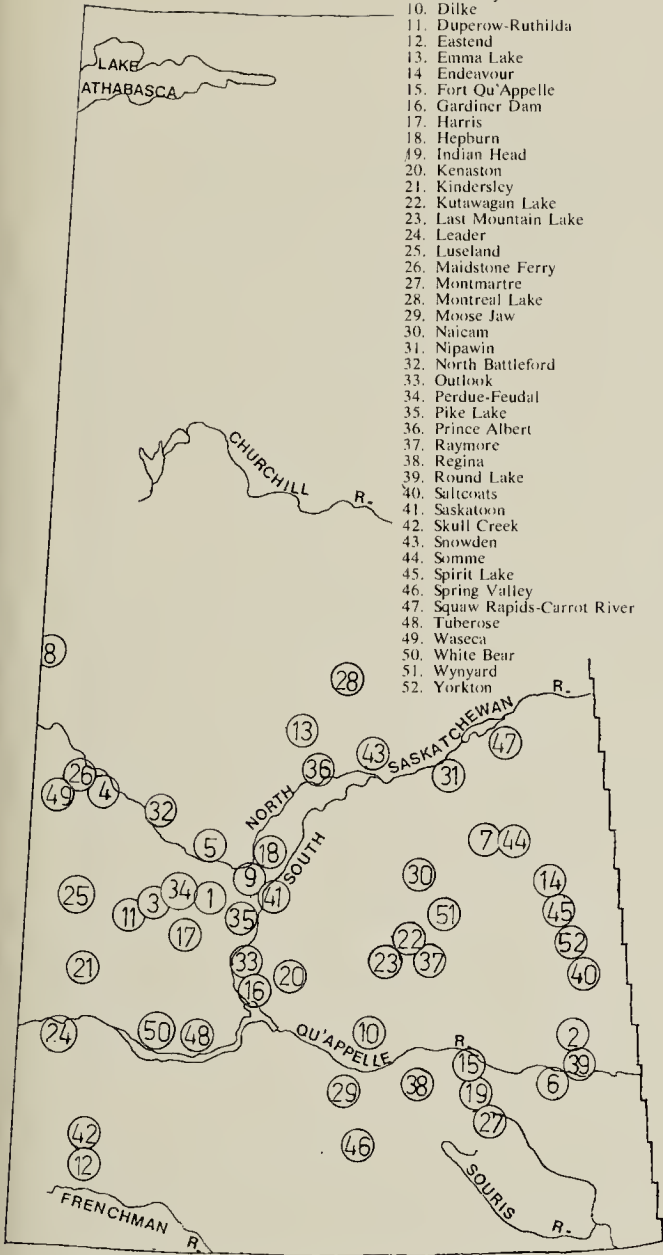 10. Dilke
11. Duperow-Ruthilda
12. Eastend
13. Emma Lake
14 Endeavour
15. Fort Qu'Appelle
16. Gardiner Dam
17. Harris
18. Hepburn
19. Indian Head
20. Kenaston
21. Kindersley
22. Kutawagan Lake
23. Last Mountain Lake
24. Leader
25. Luseland
26. Maidstone Ferry
27. Montmartre
28. Montreal Lake
29. Moose Jaw
30. Naicam
31. Nipawin
32. North Battleford
33. Outlook
34. Perdue-Feudal
35. Pike Lake
36. Prince Albert
37. Raymore
38. Regina
39. Round Lake
40. Saltcoats
41. Saskatoon
42. Skull Creek
43. Snowden
44. Somme
45. Spirit Lake
46. Spring Valley
47. Squaw Rapids-Carrot River
48. Tuberose
49. Waseca
50. White Bear
51. Wynyard
52. Yorkton
LAKE
ATHABASCA
CHURCHILL R.
8
28
SASKATCHEWAN R.
13
43
47
36
31
26
49
4
32
NORTH
SOUTH
5
18
7
44
9
30
14
25
34
3
1
41
11
35
51
45
17
22
52
21
33
20
23
37
40
16
24
50
48
QU'APPELLE R.
10
2
15
39
29
38
19
6
27
42
46
12
SOURIS R.
FRENCHMAN R.